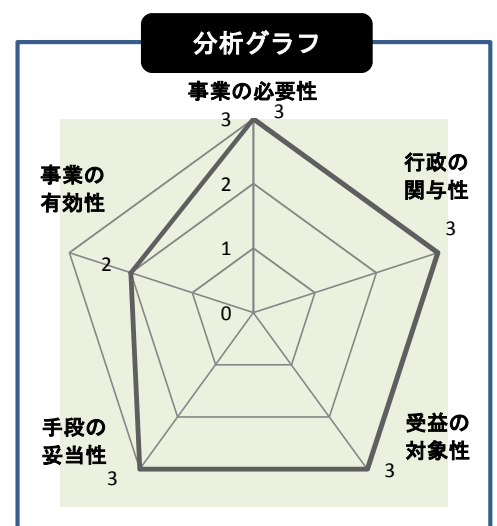 分析グラフ
事業の必要性
3
3
行政の
関与性
3
事業の
有効性
2
2
1
0
手段の
妥当性
3
受益の
対象性
3